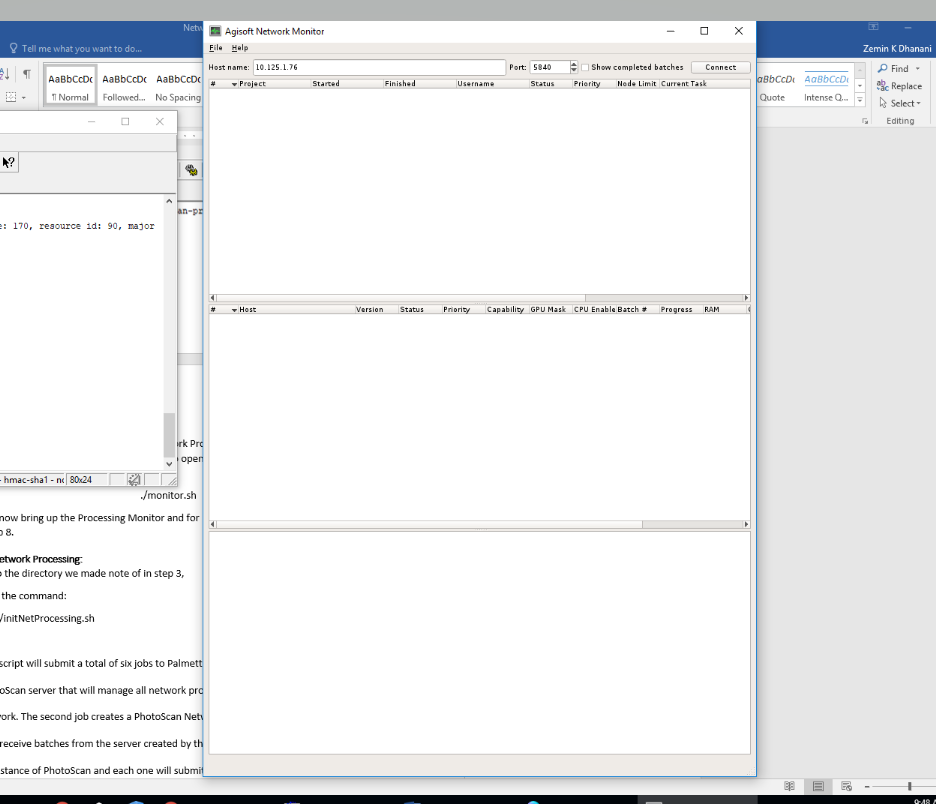 Netw
Tell me what you want to do...
Zemin K Dhanani
AaBbCcDc AaBbCcDc AaBbCcDc
¶ Normal Followed... No Spacing
aBbCcDc AaBbCcDc
Quote Intense Q...
Find
Replace
Select
Editing
Agisoft Network Monitor
File Help
Host name: 10.125.1.76 Port: 5840 Show completed batches Connect
# Project Started Finished Username Status Priority Node Limit Current Task
# Host Version Status Priority Capability GPU Mask CPU Enable Batch # Progress RAM
an-pr
e: 170, resource id: 90, major
- hmac-sha1 - nc 80x24
rk Pro
open
./monitor.sh
now bring up the Processing Monitor and for
p 8.
etwork Processing:
o the directory we made note of in step 3,
the command:
/initNetProcessing.sh
script will submit a total of six jobs to Palmett
oScan server that will manage all network pro
work. The second job creates a PhotoScan Netw
receive batches from the server created by th
stance of PhotoScan and each one will submit